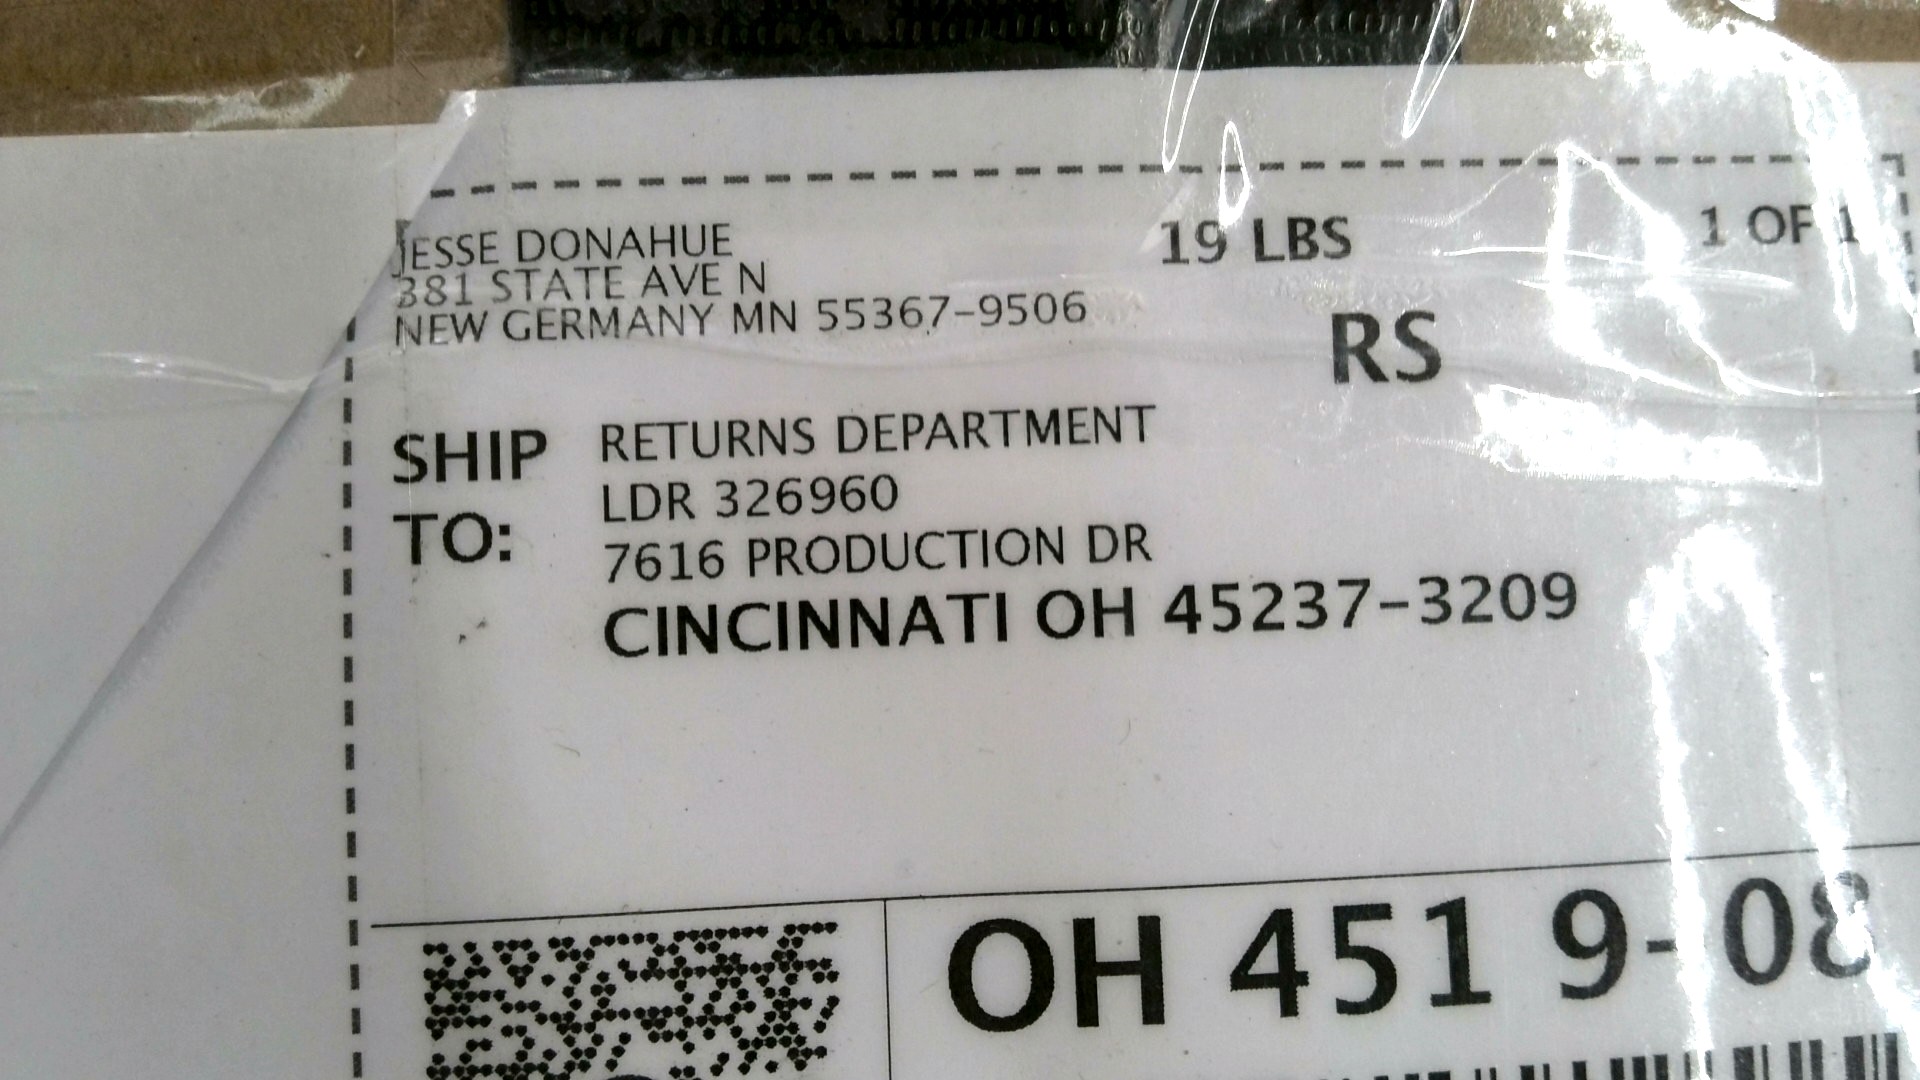 JESSE DONAHUE
381 STATE AVE N
NEW GERMANY MN 55367-9506
19 LBS
1 OF 1
RS
SHIP TO:
RETURNS DEPARTMENT
LDR 326960
7616 PRODUCTION DR
CINCINNATI OH 45237-3209
OH 451 9-08